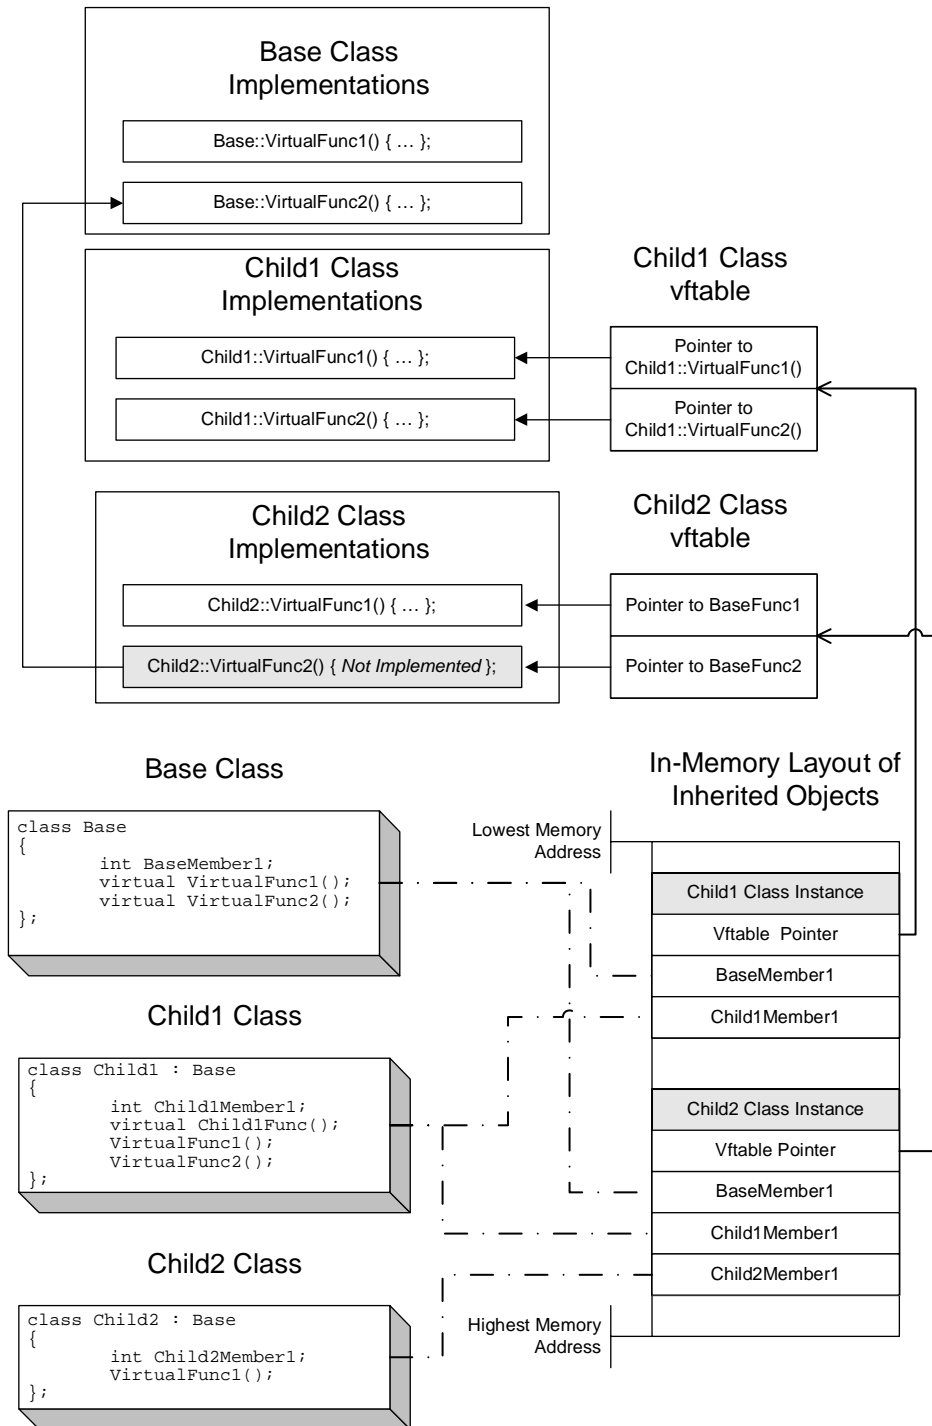 Base Class
Implementations
Base::VirtualFunc1() { … };
Base::VirtualFunc2() { … };
Child1 Class
Implementations
Child1::VirtualFunc1() { … };
Child1::VirtualFunc2() { … };
Child1 Class
vftable
Pointer to
Child1::VirtualFunc1()
Pointer to
Child1::VirtualFunc2()
Child2 Class
Implementations
Child2::VirtualFunc1() { … };
Child2::VirtualFunc2() { Not Implemented };
Child2 Class
vftable
Pointer to BaseFunc1
Pointer to BaseFunc2
Base Class
class Base
{
int BaseMember1;
virtual VirtualFunc1();
virtual VirtualFunc2();
};
Child1 Class
class Child1 : Base
{
int Child1Member1;
virtual Child1Func();
VirtualFunc1();
VirtualFunc2();
};
Child2 Class
class Child2 : Base
{
int Child2Member1;
VirtualFunc1();
};
In-Memory Layout of
Inherited Objects
Lowest Memory
Address
Child1 Class Instance
Vftable Pointer
BaseMember1
Child1Member1
Child2 Class Instance
Vftable Pointer
BaseMember1
Child1Member1
Child2Member1
Highest Memory
Address